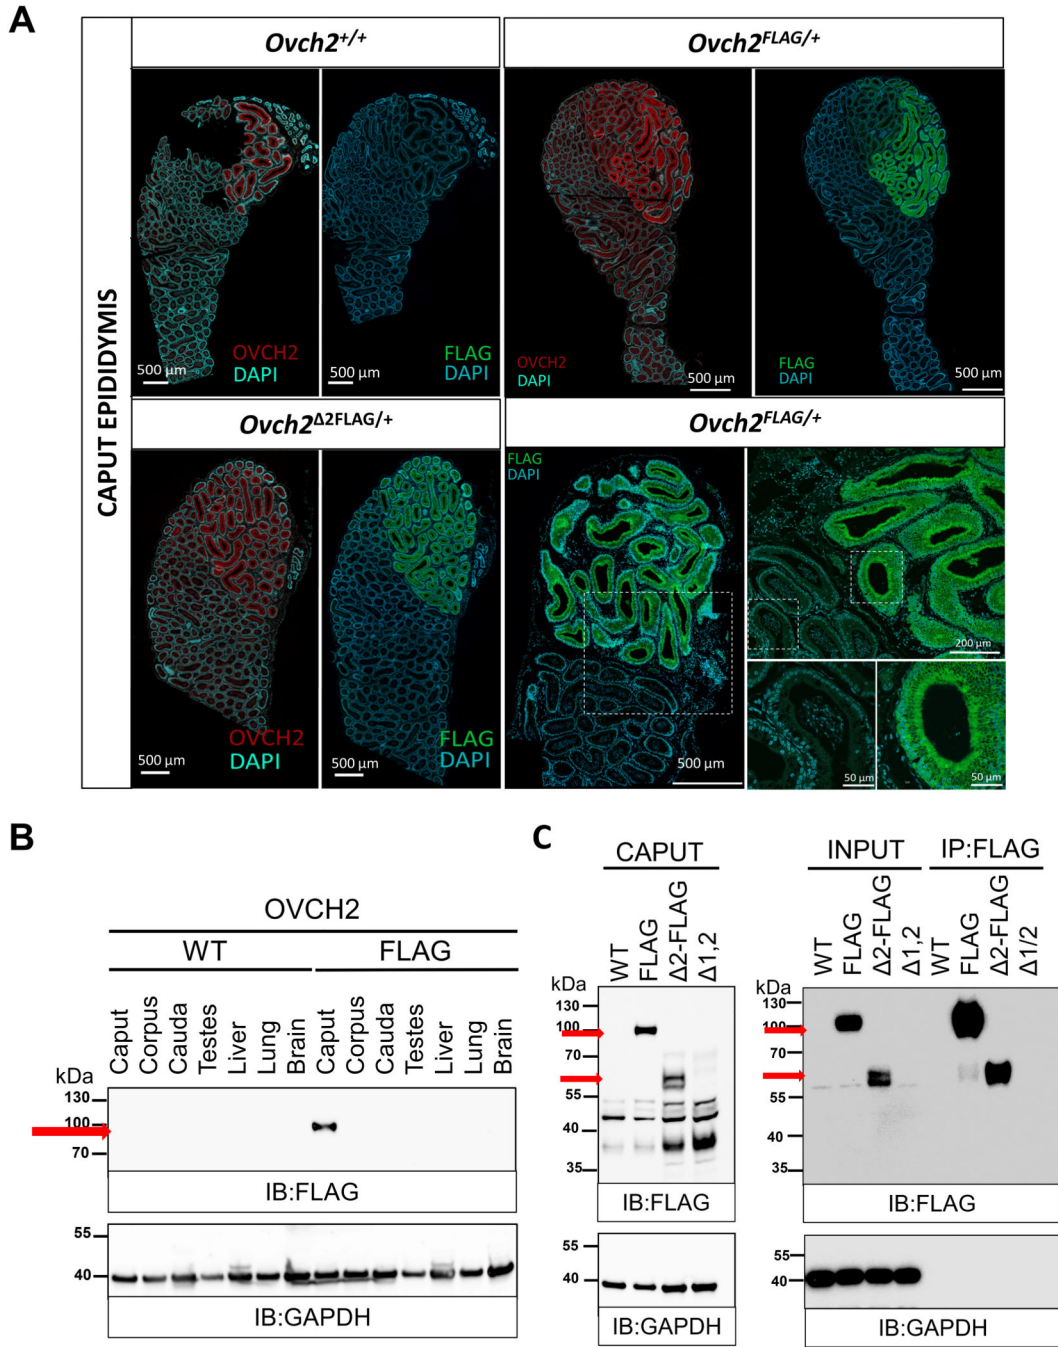 A
Ovch2+/+
Ovch2FLAG/+
CAPUT EPIDIDYMIS
OVCH2
DAPI
500 µm
FLAG
DAPI
500 µm
OVCH2
DAPI
500 µm
FLAG
DAPI
500 µm
Ovch2Δ2FLAG/+
Ovch2FLAG/+
OVCH2
DAPI
500 µm
FLAG
DAPI
500 µm
FLAG
DAPI
500 µm
200 µm
50 µm
50 µm
B
OVCH2
WT FLAG
Caput Corpus Cauda Testes Liver Lung Brain Caput Corpus Cauda Testes Liver Lung Brain
kDa
130
100
70
IB:FLAG
55
40
IB:GAPDH
C
CAPUT
WT FLAG Δ2-FLAG Δ1,2
kDa
130
100
70
55
40
35
IB:FLAG
55
40
IB:GAPDH
INPUT IP:FLAG
WT FLAG Δ2-FLAG Δ1,2 WT FLAG Δ2-FLAG Δ1/2
kDa
130
100
70
55
40
35
IB:FLAG
55
40
IB:GAPDH